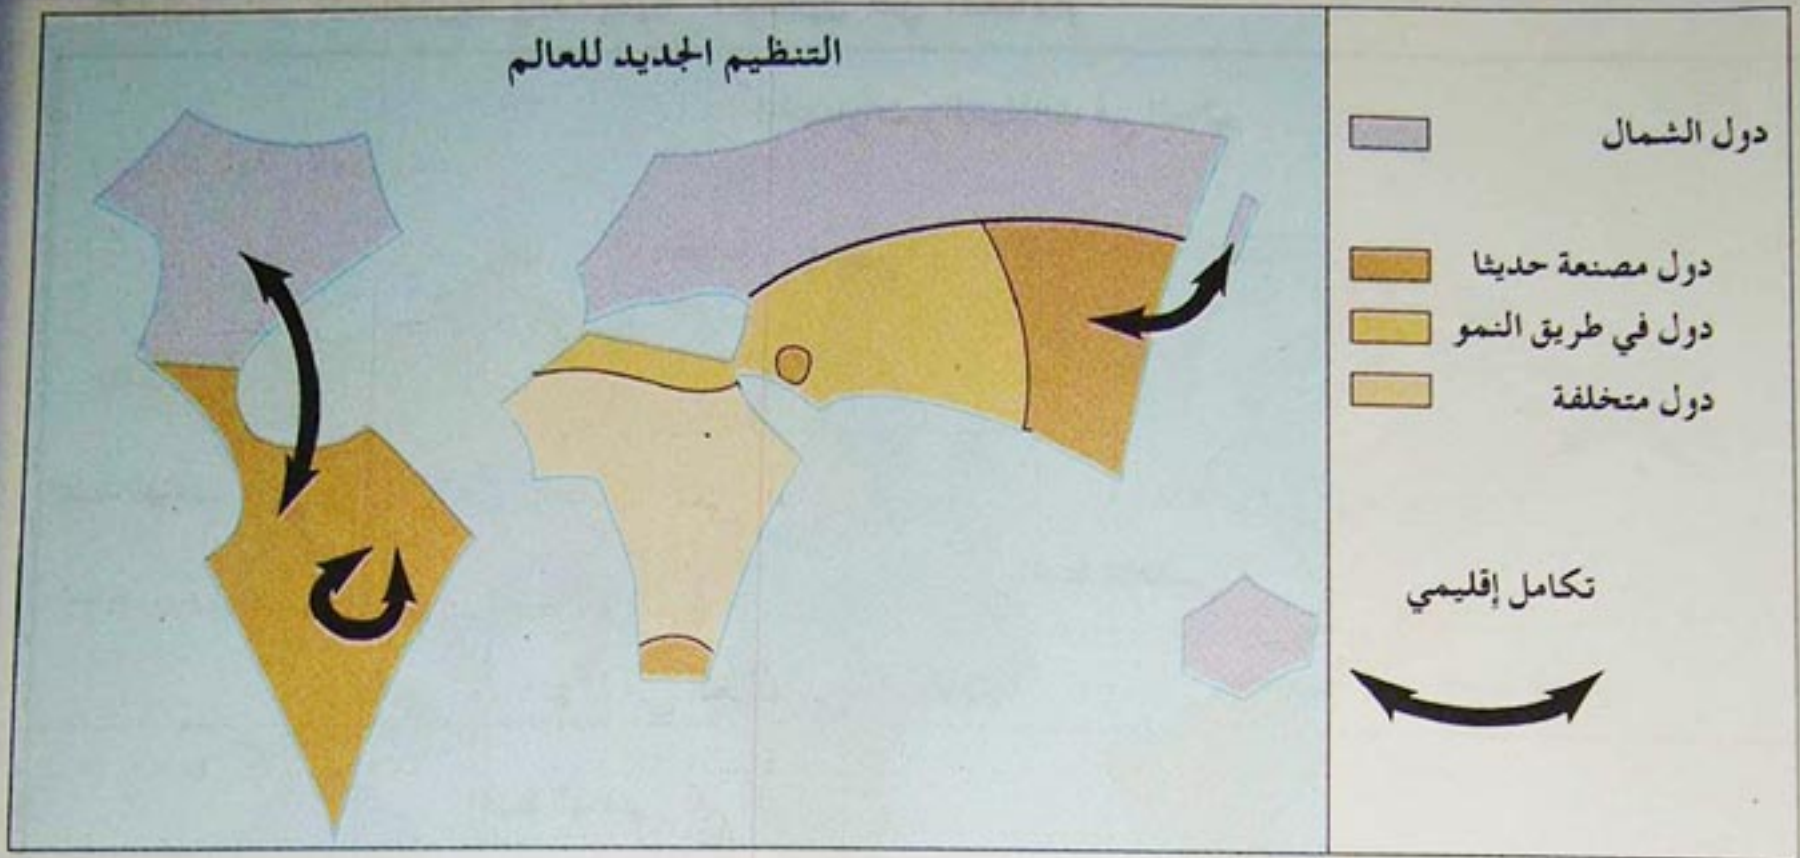 التنظيم الجديد للعالم
دول الشمال
دول مصنعة حديثا
دول في طريق النمو
دول متخلفة
تكامل إقليمي